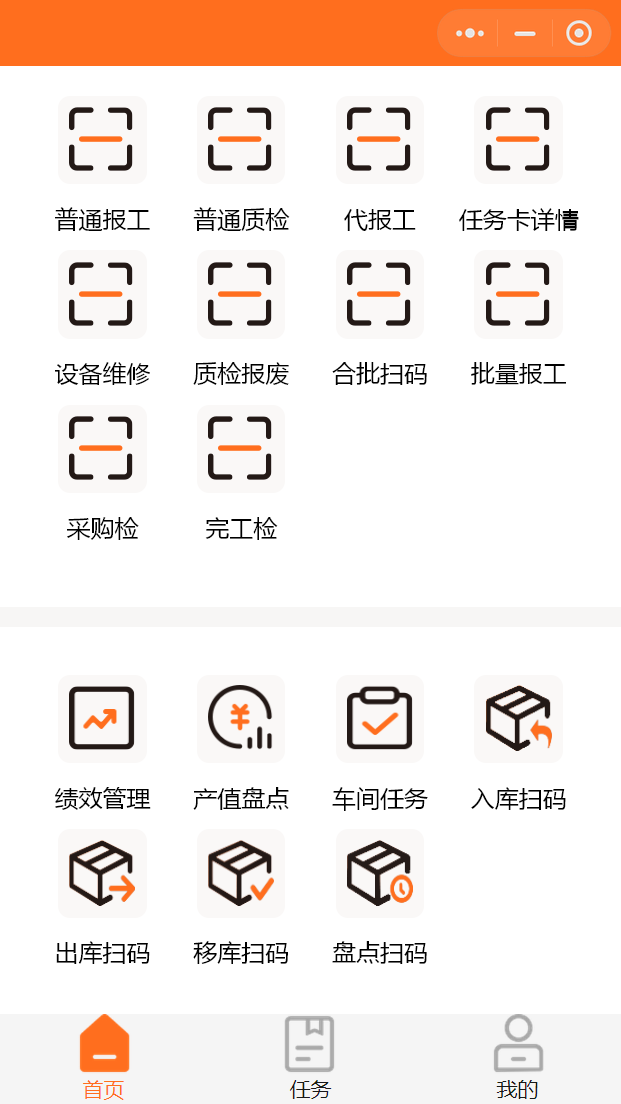 普通报工 普通质检 代报工 任务卡详情
设备维修 质检报废 合批扫码 批量报工
采购检 完工检
绩效管理 产值盘点 车间任务 入库扫码
出库扫码 移库扫码 盘点扫码
首页 任务 我的